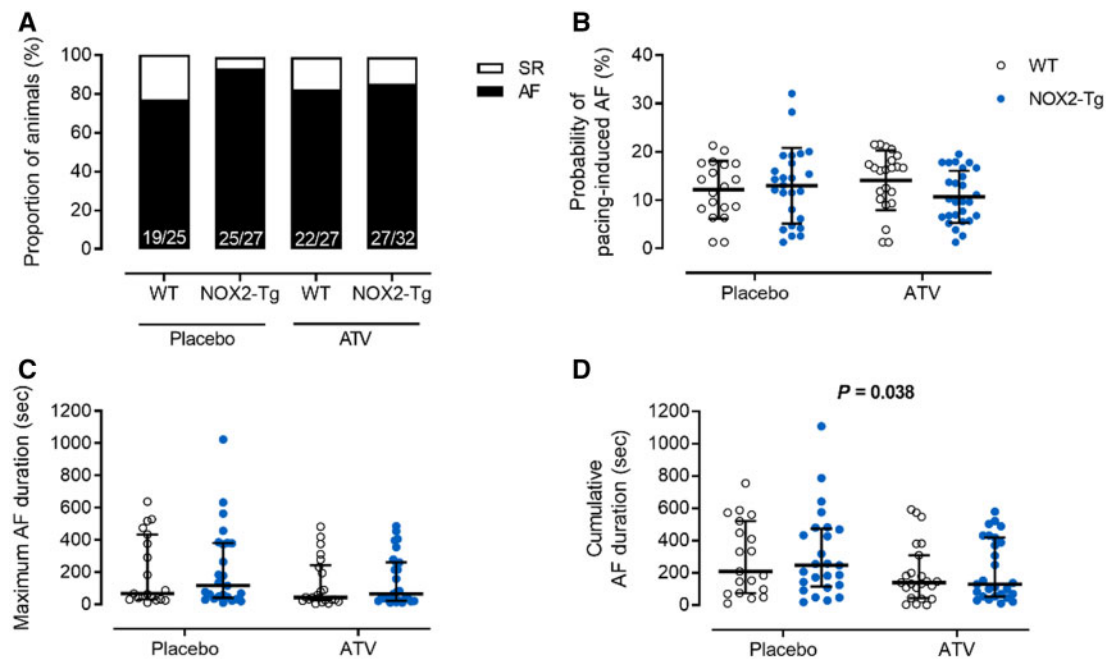 A
Proportion of animals (%)
100
80
60
40
20
0
19/25 25/27 22/27 27/32
WT NOX2-Tg WT NOX2-Tg
Placebo ATV
SR
AF
B
Probability of
pacing-induced AF (%)
40
30
20
10
0
Placebo ATV
WT
NOX2-Tg
C
Maximum AF duration (sec)
1200
1000
800
600
400
200
0
Placebo ATV
D
P = 0.038
Cumulative
AF duration (sec)
1200
1000
800
600
400
200
0
Placebo ATV